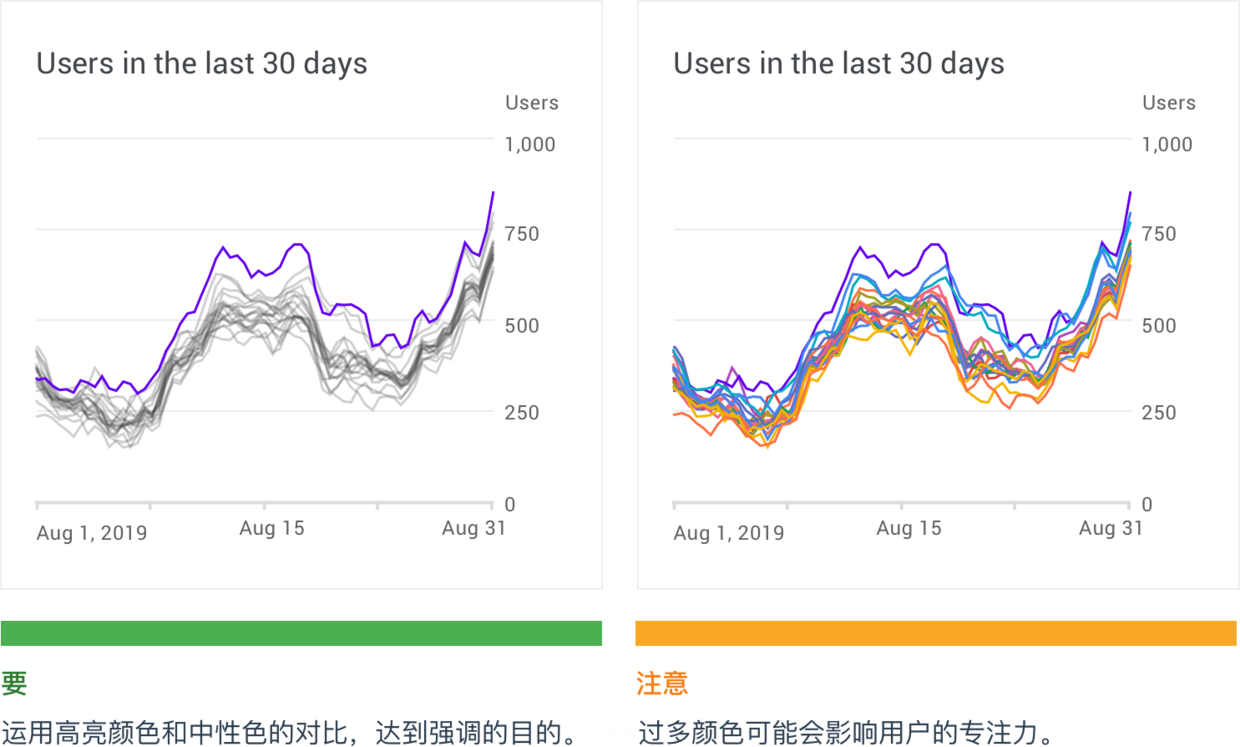 Users in the last 30 days
Users
1,000
750
500
250
0
Aug 1, 2019
Aug 15
Aug 31
要
运用高亮颜色和中性色的对比，达到强调的目的。
Users in the last 30 days
Users
1,000
750
500
250
0
Aug 1, 2019
Aug 15
Aug 31
注意
过多颜色可能会影响用户的专注力。